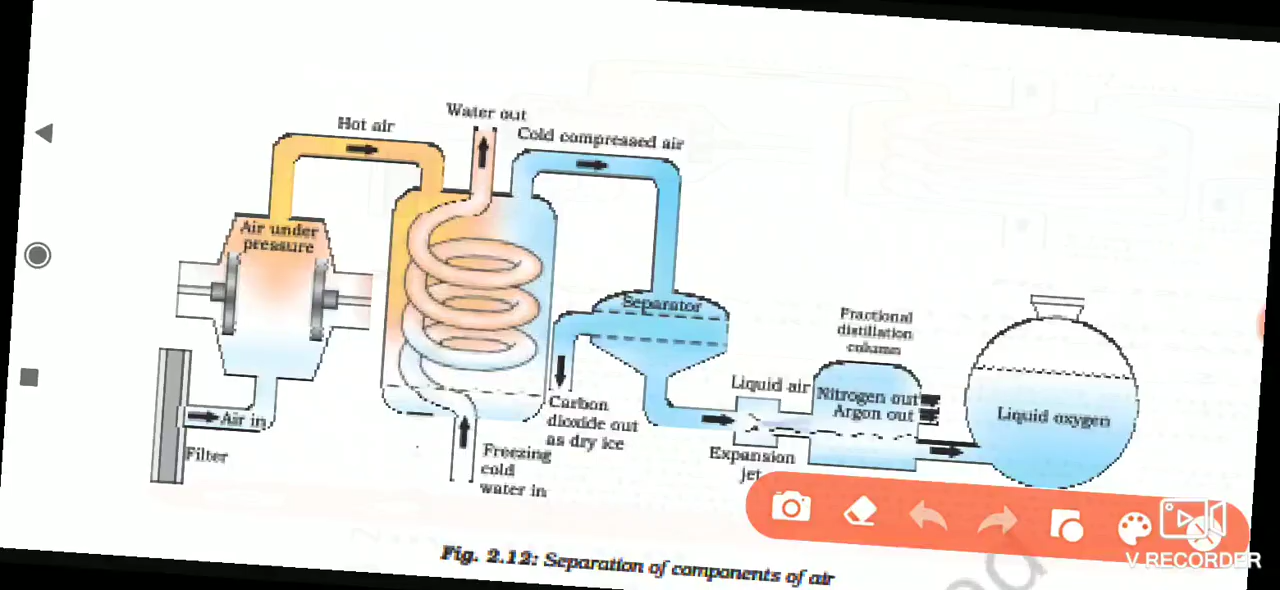 Water out
Hot air
Cold compressed air
Air under
pressure
Separator
Fractional
distillation
column
Liquid air
Nitrogen out
Argon out
Liquid oxygen
Air in
Carbon
dioxide out
as dry ice
Filter
Freezing
cold
water in
Expansion
jet
V RECORDER
Fig. 2.12: Separation of components of air